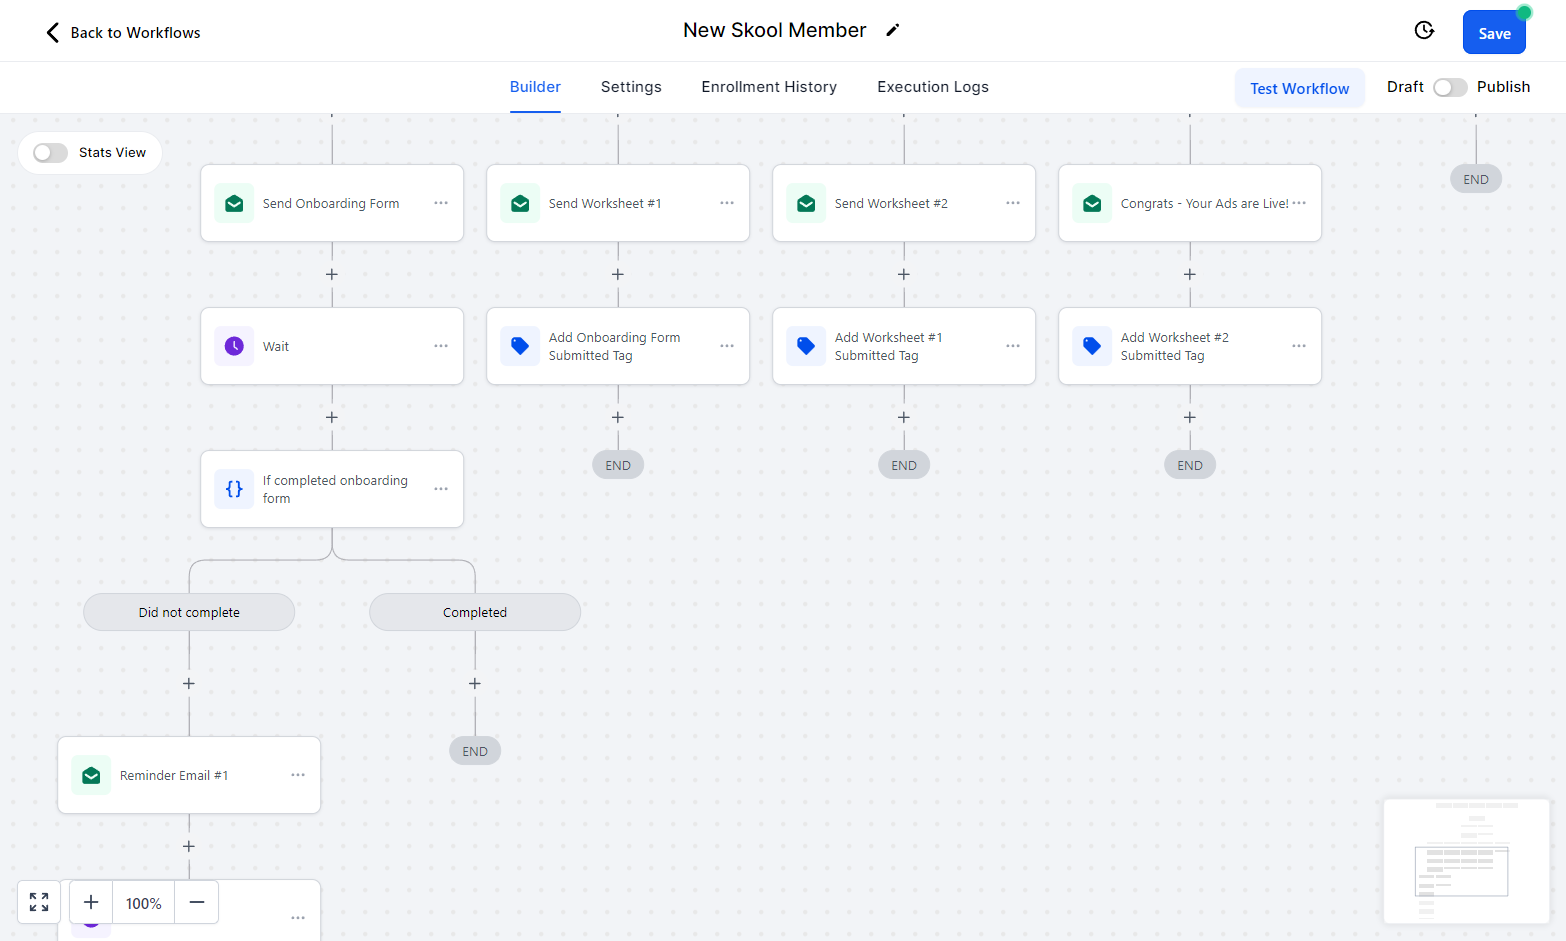 Back to Workflows
New Skool Member
Save
Builder
Settings
Enrollment History
Execution Logs
Test Workflow
Draft
Publish
Stats View
Send Onboarding Form
Send Worksheet #1
Send Worksheet #2
Congrats - Your Ads are Live!
END
Wait
Add Onboarding Form
Submitted Tag
Add Worksheet #1
Submitted Tag
Add Worksheet #2
Submitted Tag
If completed onboarding
form
END
END
END
Did not complete
Completed
Reminder Email #1
END
100%